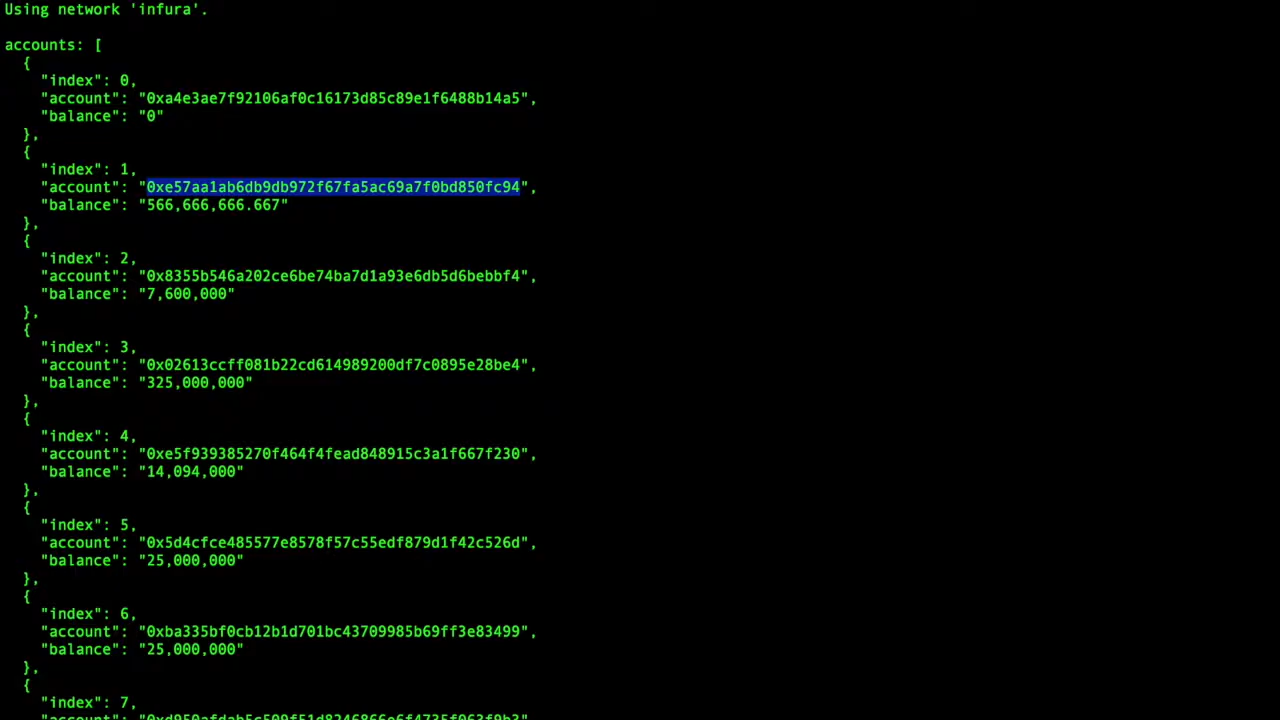 Using network 'infura'.
accounts: [
{
"index": 0,
"account": "0xa4e3ae7f92106af0c16173d85c89e1f6488b14a5",
"balance": "0"
},
{
"index": 1,
"account": "0xe57aa1ab6db9db972f67fa5ac69a7f0bd850fc94",
"balance": "566,666,666.667"
},
{
"index": 2,
"account": "0x8355b546a202ce6be74ba7d1a93e6db5d6bebbf4",
"balance": "7,600,000"
},
{
"index": 3,
"account": "0x02613ccff081b22cd614989200df7c0895e28be4",
"balance": "325,000,000"
},
{
"index": 4,
"account": "0xe5f939385270f464f4fead848915c3a1f667f230",
"balance": "14,094,000"
},
{
"index": 5,
"account": "0x5d4cfce485577e8578f57c55edf879d1f42c526d",
"balance": "25,000,000"
},
{
"index": 6,
"account": "0xba335bf0cb12b1d701bc43709985b69ff3e83499",
"balance": "25,000,000"
},
{
"index": 7,
"account":